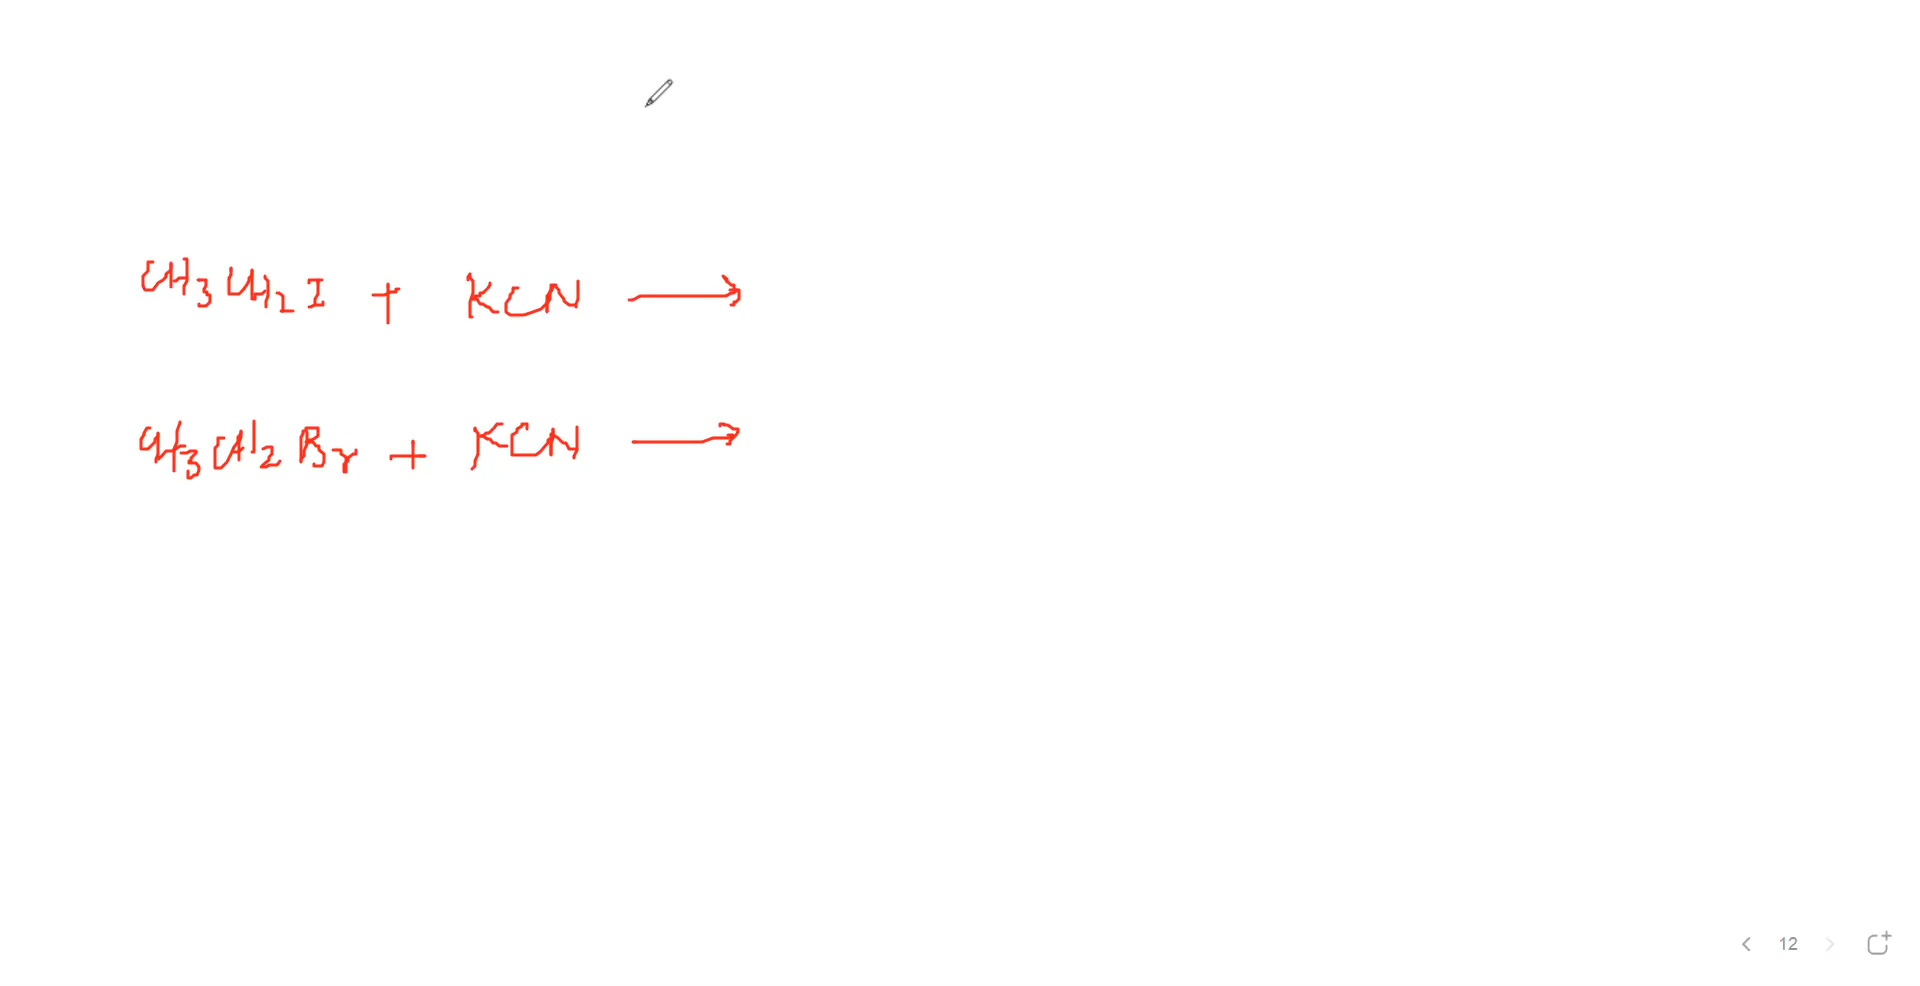 CH3CH2I + KCN ⟶
CH3CH2Br + KCN ⟶
12